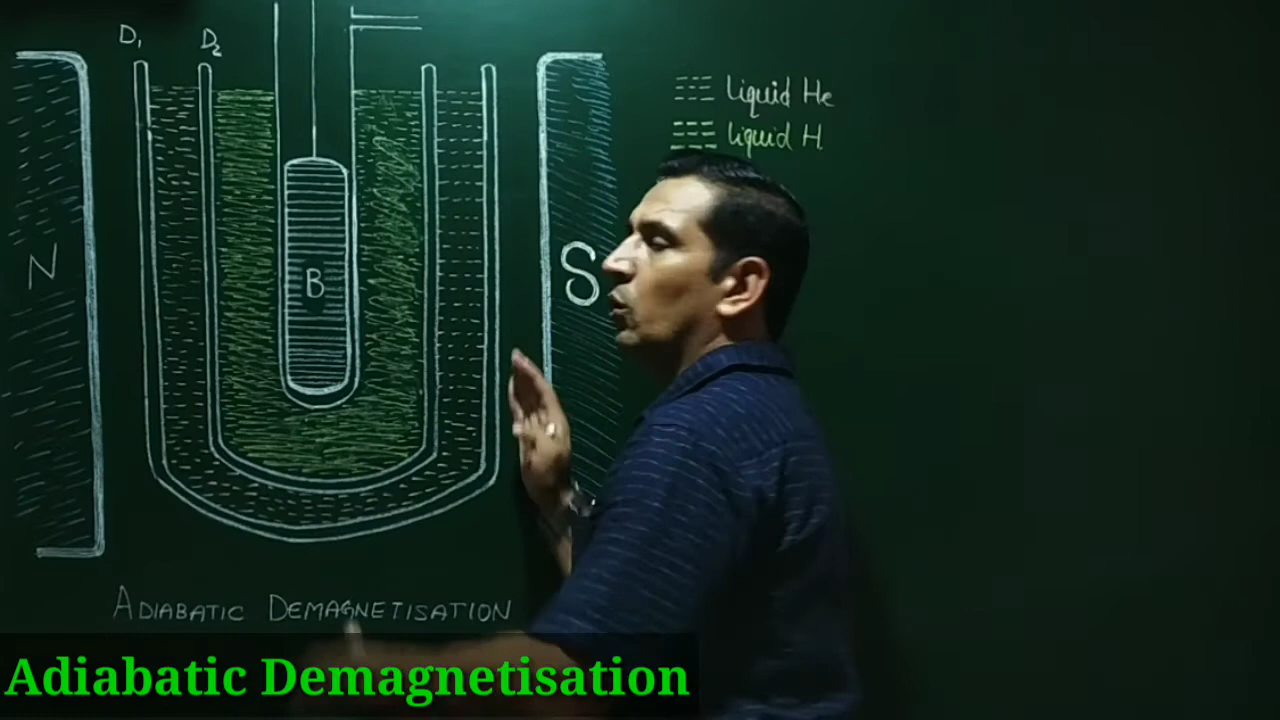 D₁
D₂
Liquid He
Liquid H
N
S
B
ADIABATIC DEMAGNETISATION
Adiabatic Demagnetisation